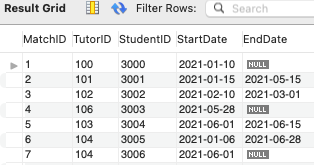 Result Grid Filter Rows: Search
MatchID TutorID StudentID StartDate EndDate
1 100 3000 2021-01-10 NULL
2 101 3001 2021-01-15 2021-05-15
3 102 3002 2021-02-10 2021-03-01
4 106 3003 2021-05-28 NULL
5 103 3004 2021-06-01 2021-06-15
6 104 3005 2021-01-06 2021-06-28
7 104 3006 2021-06-01 NULL